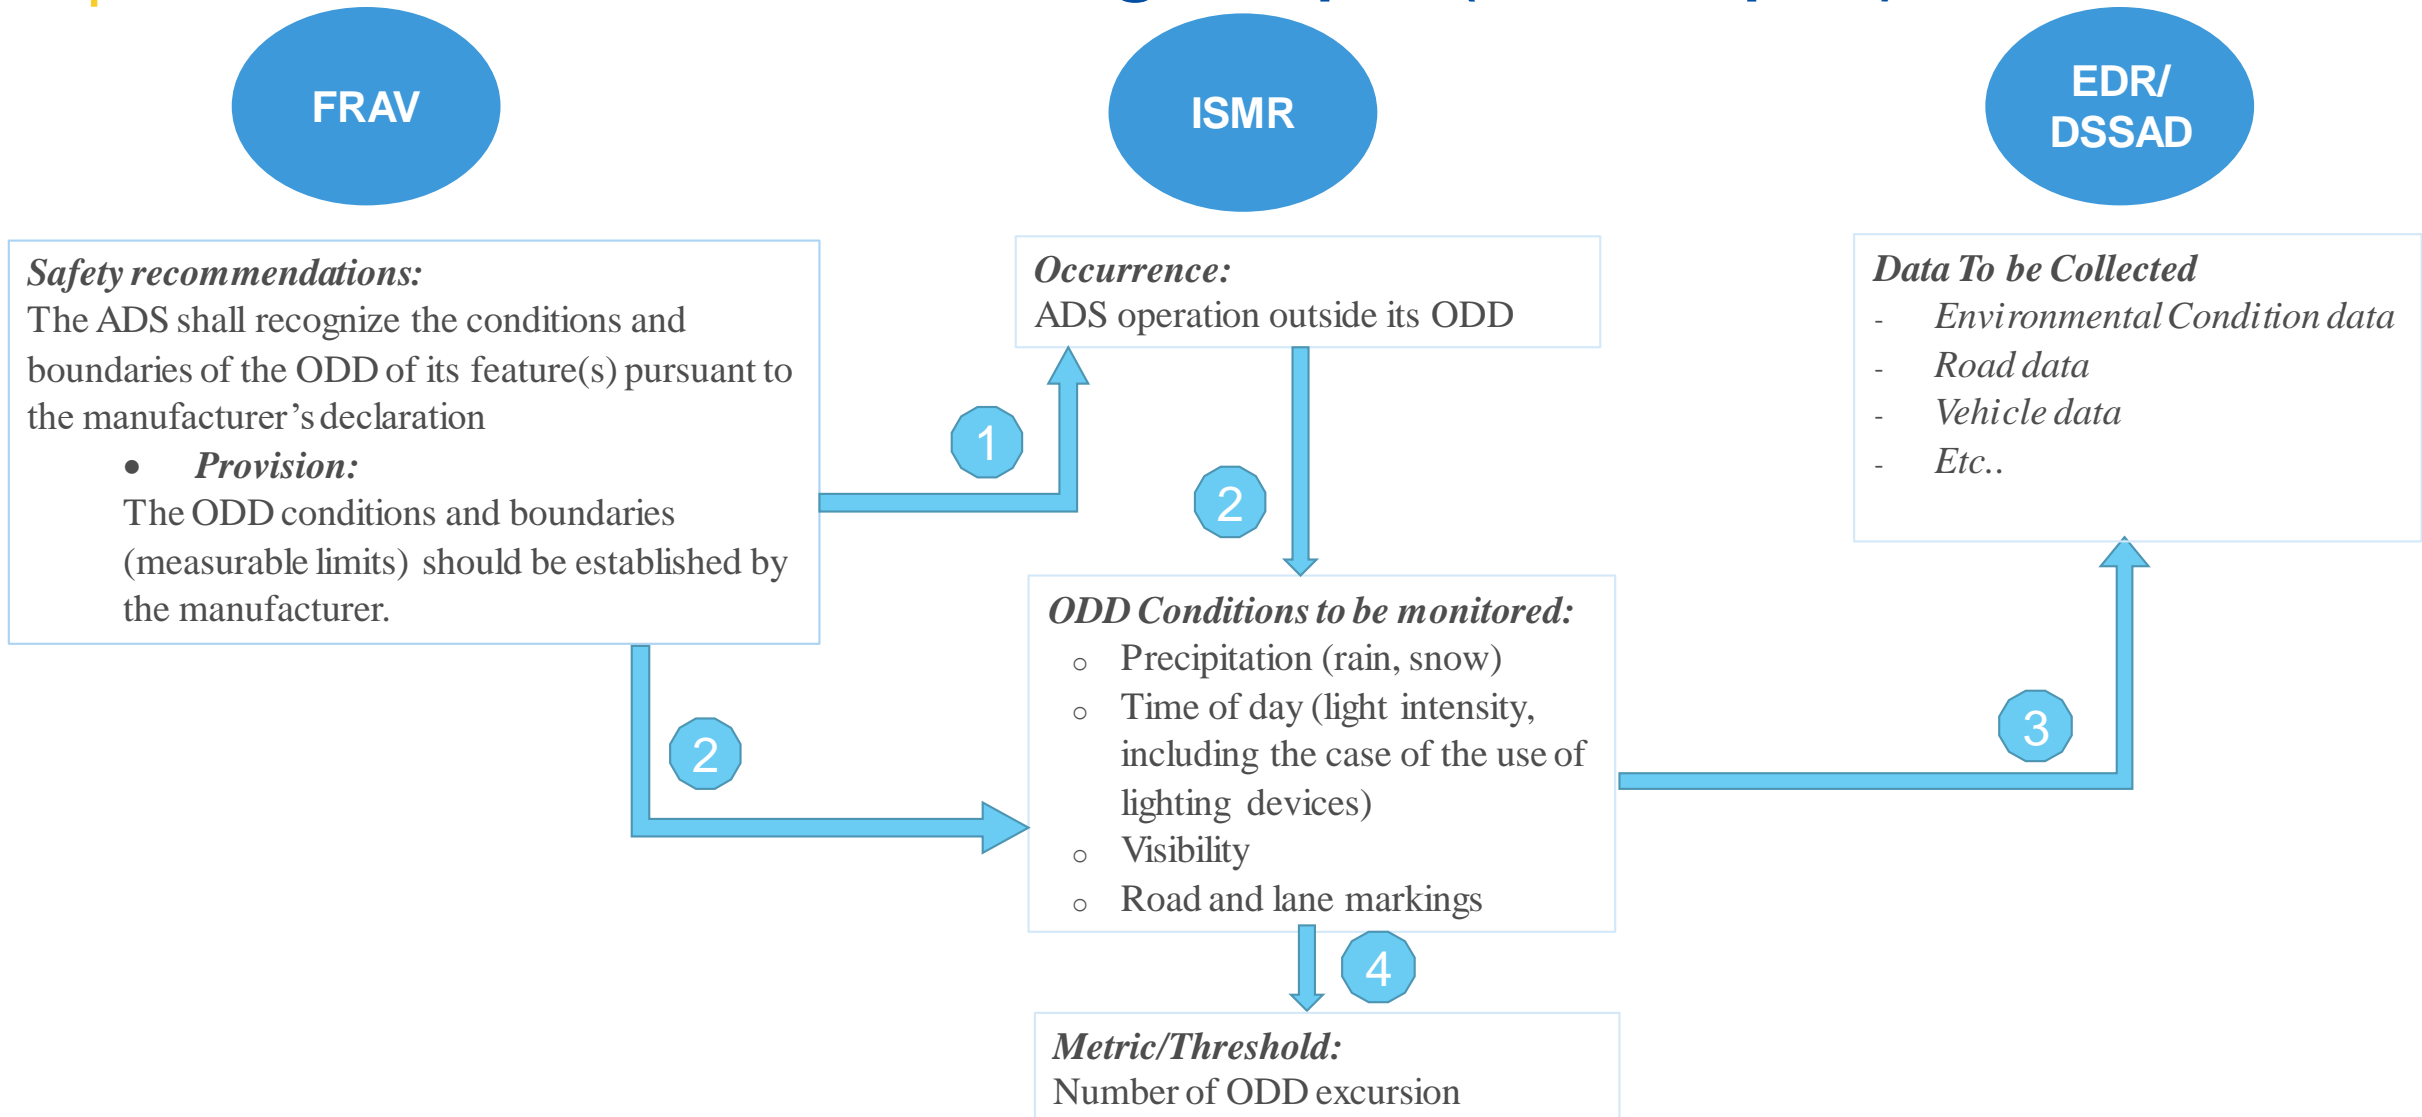 FRAV
ISMR
EDR/
DSSAD
Safety recommendations:
The ADS shall recognize the conditions and
boundaries of the ODD of its feature(s) pursuant to
the manufacturer’s declaration
• Provision:
The ODD conditions and boundaries
(measurable limits) should be established by
the manufacturer.
Occurrence:
ADS operation outside its ODD
Data To be Collected
- Environmental Condition data
- Road data
- Vehicle data
- Etc..
1
2
2
ODD Conditions to be monitored:
o Precipitation (rain, snow)
o Time of day (light intensity,
including the case of the use of
lighting devices)
o Visibility
o Road and lane markings
3
4
Metric/Threshold:
Number of ODD excursion